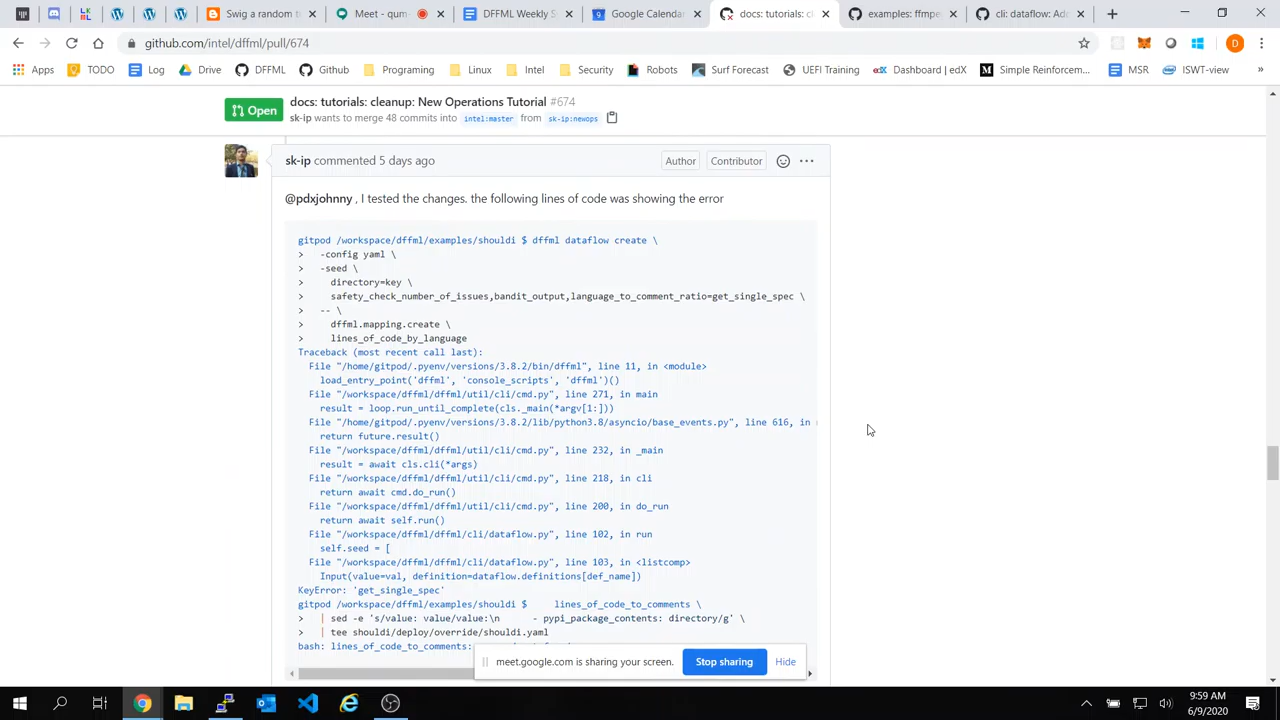 Swig a random t
Meet - qum
DFFML Weekly S
Google Calendar
docs: tutorials: cl
examples: ffmpe
cli: dataflow: Ad
github.com/intel/dffml/pull/674
D
Apps
TODO
Log
Drive
DFFML
Github
Programing
Linux
Intel
Security
Robots
Surf Forecast
UEFI Training
Dashboard | edX
Simple Reinforcem...
MSR
ISWT-view
»
Open
docs: tutorials: cleanup: New Operations Tutorial #674
sk-ip wants to merge 48 commits into intel:master from sk-ip:newops
sk-ip commented 5 days ago
Author
Contributor
@pdxjohnny , I tested the changes. the following lines of code was showing the error
gitpod /workspace/dffml/examples/shouldi $ dffml dataflow create \
> -config yaml \
> -seed \
> directory=key \
> safety_check_number_of_issues,bandit_output,language_to_comment_ratio=get_single_spec \
> -- \
> dffml.mapping.create \
> lines_of_code_by_language
Traceback (most recent call last):
File "/home/gitpod/.pyenv/versions/3.8.2/bin/dffml", line 11, in <module>
load_entry_point('dffml', 'console_scripts', 'dffml')()
File "/workspace/dffml/dffml/util/cli/cmd.py", line 271, in main
result = loop.run_until_complete(cls._main(*argv[1:]))
File "/home/gitpod/.pyenv/versions/3.8.2/lib/python3.8/asyncio/base_events.py", line 616, in
return future.result()
File "/workspace/dffml/dffml/util/cli/cmd.py", line 232, in _main
result = await cls.cli(*args)
File "/workspace/dffml/dffml/util/cli/cmd.py", line 218, in cli
return await cmd.do_run()
File "/workspace/dffml/dffml/util/cli/cmd.py", line 200, in do_run
return await self.run()
File "/workspace/dffml/dffml/cli/dataflow.py", line 102, in run
self.seed = [
File "/workspace/dffml/dffml/cli/dataflow.py", line 103, in <listcomp>
Input(value=val, definition=dataflow.definitions[def_name])
KeyError: 'get_single_spec'
gitpod /workspace/dffml/examples/shouldi $ lines_of_code_to_comments \
> | sed -e 's/value: value/value:\n - pypi_package_contents: directory/g' \
> | tee shouldi/deploy/override/shouldi.yaml
bash: lines_of_code_to_comments:
meet.google.com is sharing your screen.
Stop sharing
Hide
9:59 AM
6/9/2020